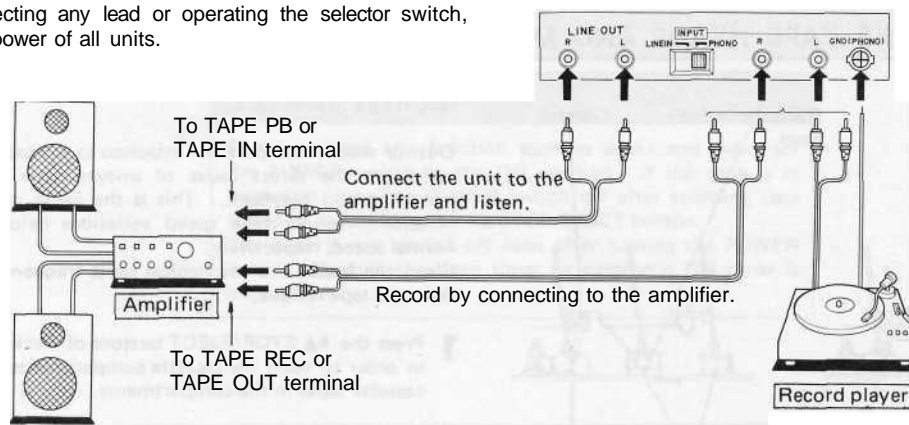 ecting any lead or operating the selector switch,
power of all units.
LINE OUT
R L
INPUT
LINE IN PHONO
R L GND(PHONO)
To TAPE PB or
TAPE IN terminal
Connect the unit to the
amplifier and listen.
Amplifier
Record by connecting to the amplifier.
To TAPE REC or
TAPE OUT terminal
Record player